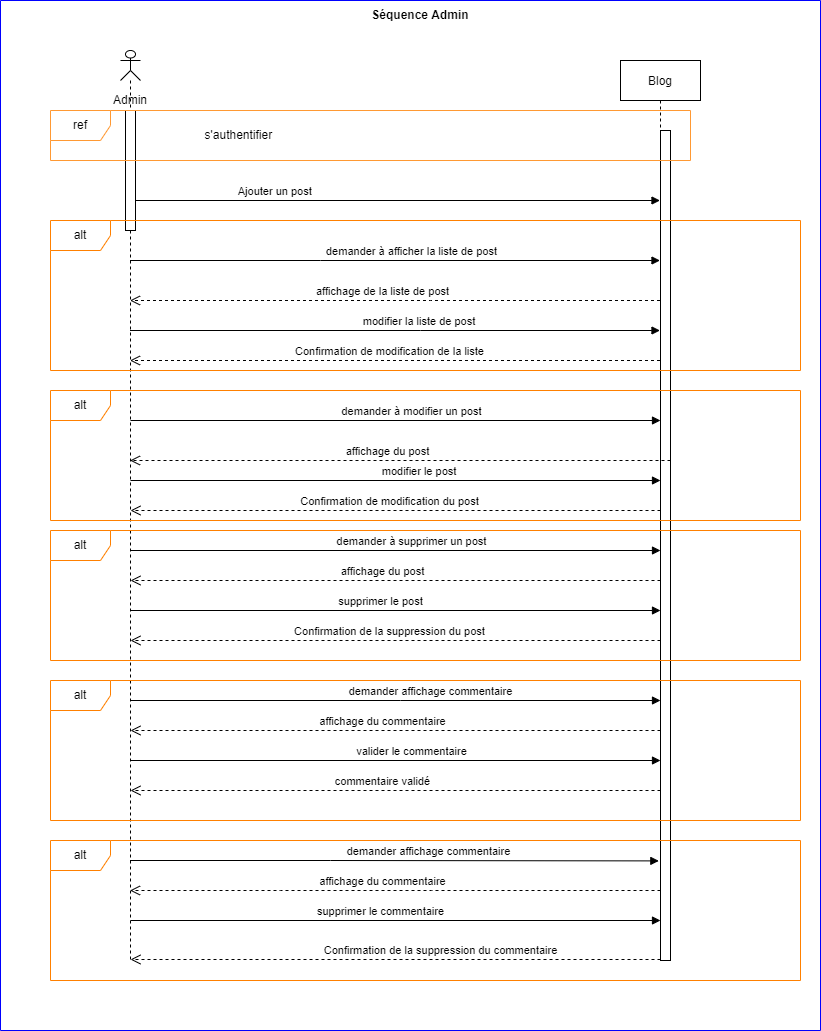 Séquence Admin
Admin
Blog
ref
s'authentifier
Ajouter un post
alt
demander à afficher la liste de post
affichage de la liste de post
modifier la liste de post
Confirmation de modification de la liste
alt
demander à modifier un post
affichage du post
modifier le post
Confirmation de modification du post
alt
demander à supprimer un post
affichage du post
supprimer le post
Confirmation de la suppression du post
alt
demander affichage commentaire
affichage du commentaire
valider le commentaire
commentaire validé
alt
demander affichage commentaire
affichage du commentaire
supprimer le commentaire
Confirmation de la suppression du commentaire